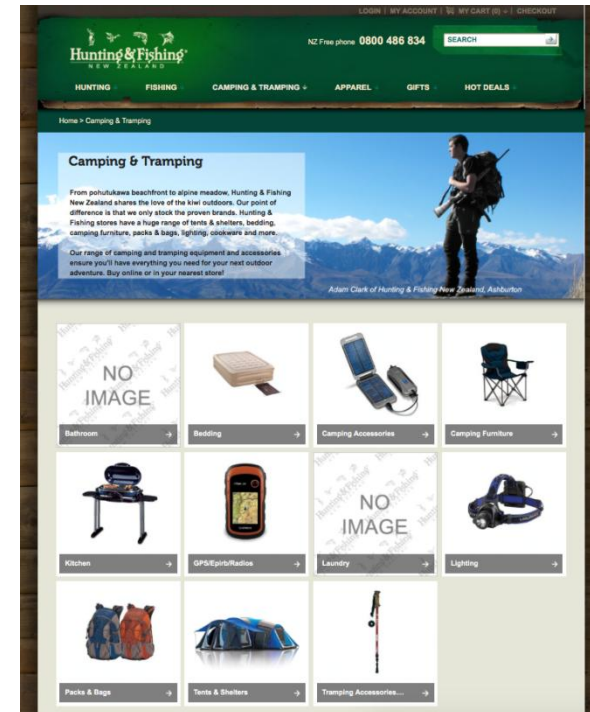 LOGIN | MY ACCOUNT | MY CART (0) | CHECKOUT
Hunting & Fishing
NEW ZEALAND
NZ Free phone 0800 486 834
SEARCH
HUNTING FISHING CAMPING & TRAMPING APPAREL GIFTS HOT DEALS
Home > Camping & Tramping
Camping & Tramping
From pohutukawa beachfront to alpine meadow, Hunting & Fishing
New Zealand shares the love of the kiwi outdoors. Our point of
difference is that we only stock the proven brands. Hunting &
Fishing stores have a huge range of tents & shelters, bedding,
camping furniture, packs & bags, lighting, cookware and more.
Our range of camping and tramping equipment and accessories
ensure you'll have everything you need for your next outdoor
adventure. Buy online or in your nearest store!
Adam Clark of Hunting & Fishing New Zealand, Ashburton
NO
IMAGE
Bathroom
Bedding
Camping Accessories
Camping Furniture
Kitchen
GPS/Epirb/Radios
NO
IMAGE
Laundry
Lighting
Packs & Bags
Tents & Shelters
Tramping Accessories...